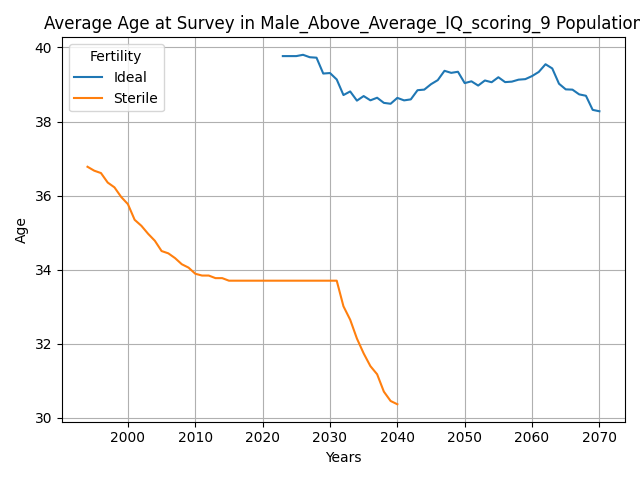 Average Age at Survey in Male_Above_Average_IQ_scoring_9 Population
Fertility
Ideal
Sterile
40
38
36
34
32
30
Age
2000 2010 2020 2030 2040 2050 2060 2070
Years